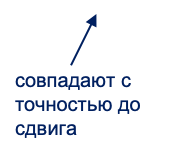 совпадают с
точностью до
сдвига